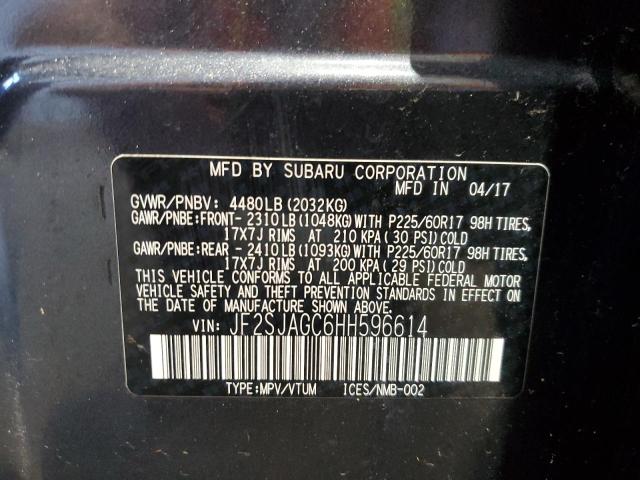 MFD BY SUBARU CORPORATION
MFD IN 04/17
GVWR/PNBV: 4480LB (2032KG)
GAWR/PNBE:FRONT- 2310LB (1048KG) WITH P225/60R17 98H TIRES,
17X7J RIMS AT 210 KPA (30 PSI) COLD
GAWR/PNBE:REAR - 2410LB (1093KG) WITH P225/60R17 98H TIRES,
17X7J RIMS AT 200 KPA (29 PSI) COLD
THIS VEHICLE CONFORMS TO ALL APPLICABLE FEDERAL MOTOR
VEHICLE SAFETY AND THEFT PREVENTION STANDARDS IN EFFECT ON
THE DATE OF MANUFACTURE SHOWN ABOVE.
VIN: JF2SJAGC6HH596614
TYPE:MPV/VTUM ICES/NMB-002